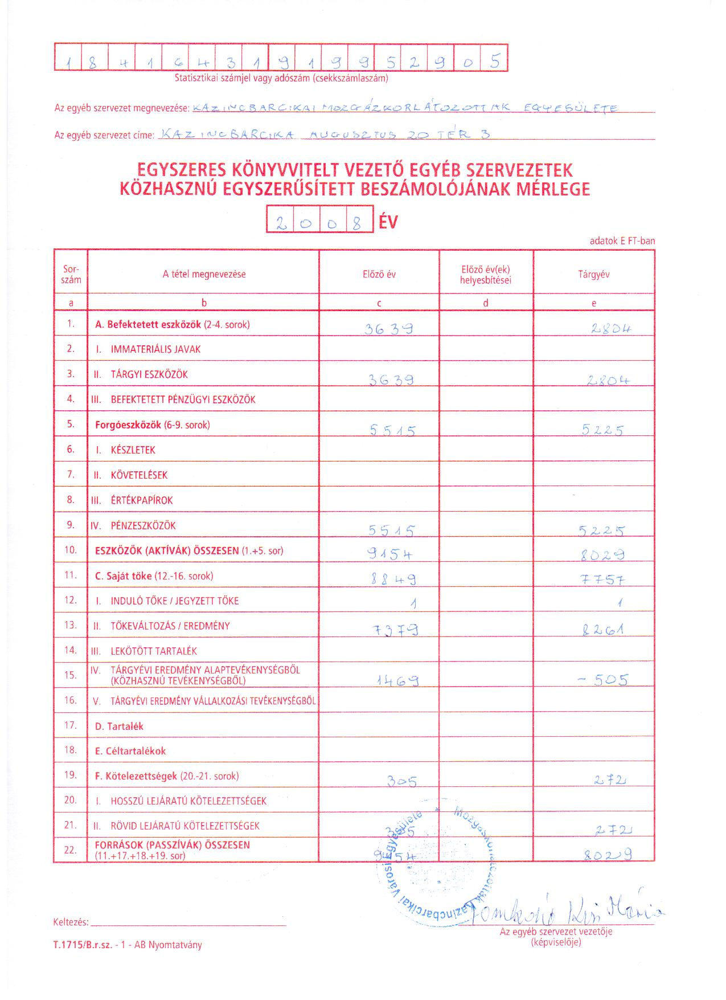 1 8 4 1 6 4 3 1 9 1 9 9 5 2 9 0 5
Statisztikai számjel vagy adószám (csekkszámlaszám)
Az egyéb szervezet megnevezése: KAZINCBARCIKAI MOZGÁZKORLÁTOZOTTAK EGYESÜLETE
Az egyéb szervezet címe: KAZINCBARCIKA AUGUSZTUS 20 TÉR 3
EGYSZERES KÖNYVVITELT VEZETŐ EGYÉB SZERVEZETEK
KÖZHASZNÚ EGYSZERŰSÍTETT BESZÁMOLÓJÁNAK MÉRLEGE
2 0 0 8 ÉV
adatok E FT-ban
Sor-szám A tétel megnevezése Előző év Előző év(ek) helyesbítései Tárgyév
a b c d e
1. A. Befektetett eszközök (2-4. sorok) 3639 2804
2. I. IMMATERIÁLIS JAVAK
3. II. TÁRGYI ESZKÖZÖK 3639 2804
4. III. BEFEKTETETT PÉNZÜGYI ESZKÖZÖK
5. Forgóeszközök (6-9. sorok) 5515 5225
6. I. KÉSZLETEK
7. II. KÖVETELÉSEK
8. III. ÉRTÉKPAPÍROK
9. IV. PÉNZESZKÖZÖK 5515 5225
10. ESZKÖZÖK (AKTÍVÁK) ÖSSZESEN (1.+5. sor) 9154 8029
11. C. Saját tőke (12.-16. sorok) 8849 7757
12. I. INDULÓ TŐKE / JEGYZETT TŐKE 1 1
13. II. TŐKEVÁLTOZÁS / EREDMÉNY 7379 8261
14. III. LEKÖTÖTT TARTALÉK
15. IV. TÁRGYÉVI EREDMÉNY ALAPTEVÉKENYSÉGBŐL
(KÖZHASZNÚ TEVÉKENYSÉGBŐL) 1469 - 505
16. V. TÁRGYÉVI EREDMÉNY VÁLLALKOZÁSI TEVÉKENYSÉGBŐL
17. D. Tartalék
18. E. Céltartalékok
19. F. Kötelezettségek (20.-21. sorok) 305 272
20. I. HOSSZÚ LEJÁRATÚ KÖTELEZETTSÉGEK
21. II. RÖVID LEJÁRATÚ KÖTELEZETTSÉGEK 272
22. FORRÁSOK (PASSZÍVÁK) ÖSSZESEN
(11.+17.+18.+19. sor) 9154 8029
Mozgáskorlátozottak Kazincbarcikai Városi Egyesülete *
Keltezés:
Az egyéb szervezet vezetője
(képviselője)
T.1715/B.r.sz. - 1 - AB Nyomtatvány